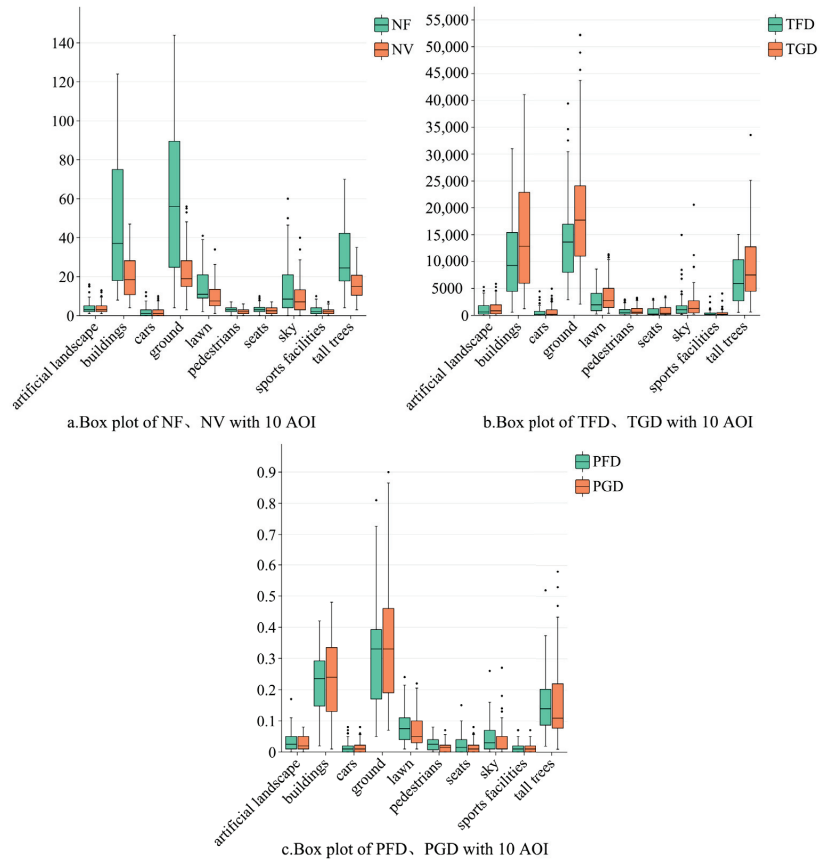 NF
NV
140
120
100
80
60
40
20
0
artificial landscape
buildings
cars
ground
lawn
pedestrians
seats
sky
sports facilities
tall trees
a.Box plot of NF、NV with 10 AOI
TFD
TGD
55,000
50,000
45,000
40,000
35,000
30,000
25,000
20,000
15,000
10,000
5000
0
artificial landscape
buildings
cars
ground
lawn
pedestrians
seats
sky
sports facilities
tall trees
b.Box plot of TFD、TGD with 10 AOI
PFD
PGD
0.9
0.8
0.7
0.6
0.5
0.4
0.3
0.2
0.1
0
artificial landscape
buildings
cars
ground
lawn
pedestrians
seats
sky
sports facilities
tall trees
c.Box plot of PFD、PGD with 10 AOI